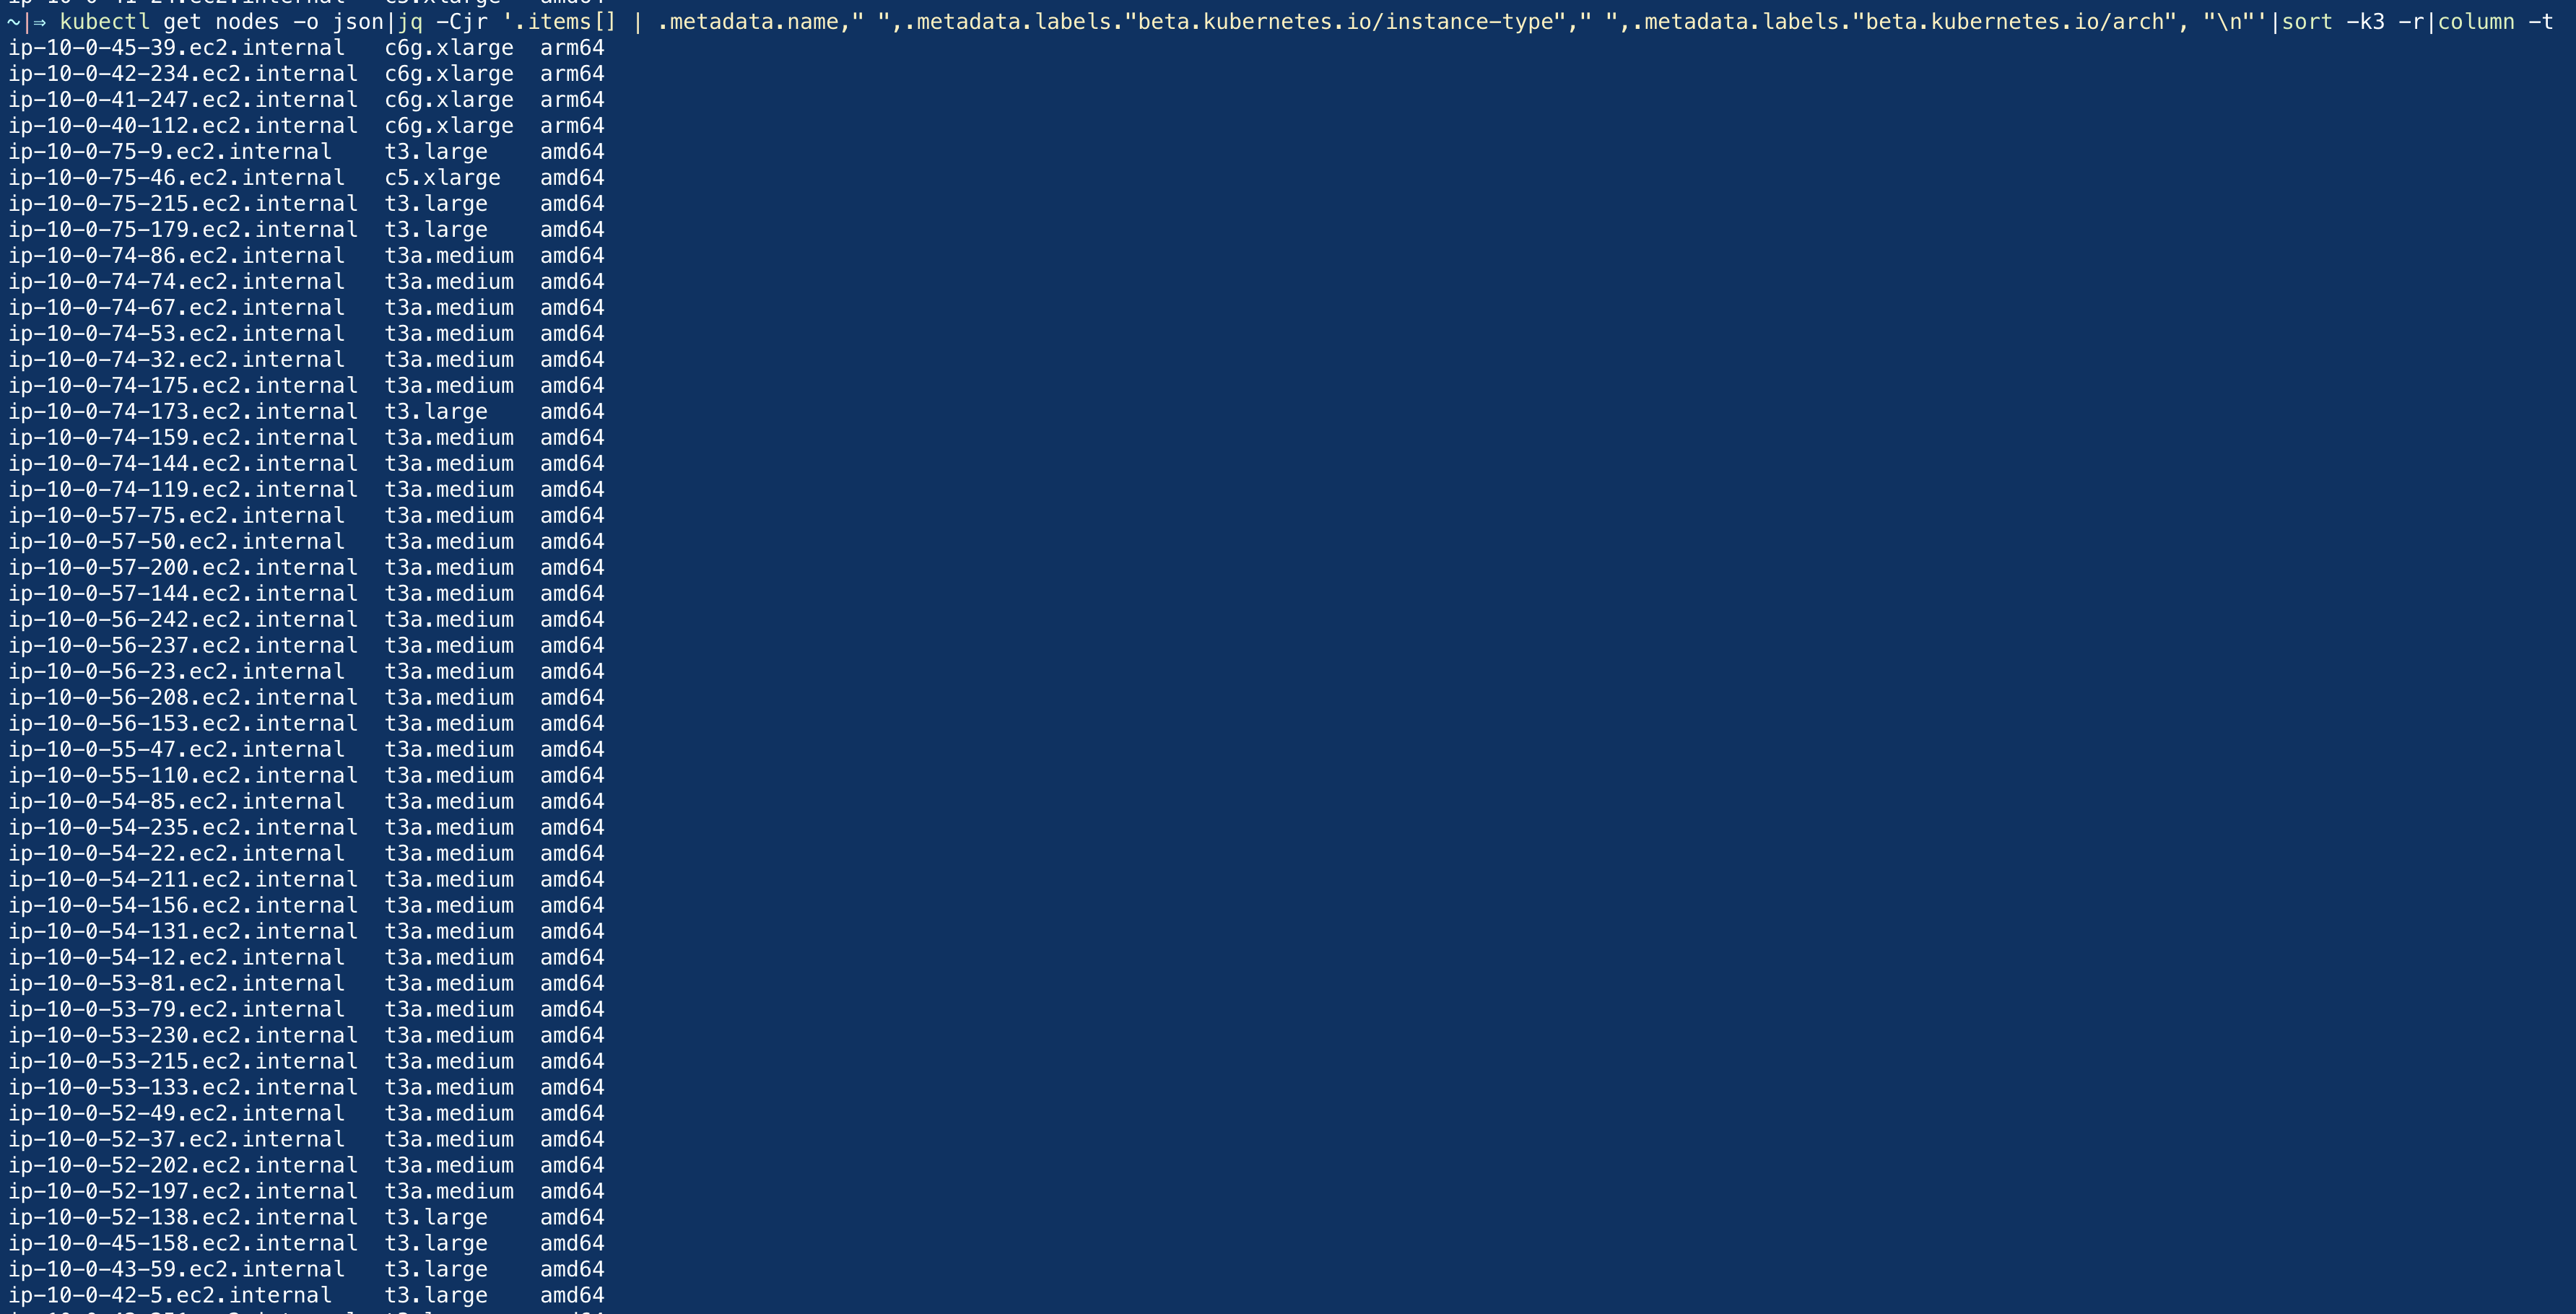 ~|⇒ kubectl get nodes -o json|jq -Cjr '.items[] | .metadata.name," ",.metadata.labels."beta.kubernetes.io/instance-type"," ",.metadata.labels."beta.kubernetes.io/arch", "\n"'|sort -k3 -r|column -t
ip-10-0-45-39.ec2.internal   c6g.xlarge  arm64
ip-10-0-42-234.ec2.internal  c6g.xlarge  arm64
ip-10-0-41-247.ec2.internal  c6g.xlarge  arm64
ip-10-0-40-112.ec2.internal  c6g.xlarge  arm64
ip-10-0-75-9.ec2.internal    t3.large    amd64
ip-10-0-75-46.ec2.internal   c5.xlarge   amd64
ip-10-0-75-215.ec2.internal  t3.large    amd64
ip-10-0-75-179.ec2.internal  t3.large    amd64
ip-10-0-74-86.ec2.internal   t3a.medium  amd64
ip-10-0-74-74.ec2.internal   t3a.medium  amd64
ip-10-0-74-67.ec2.internal   t3a.medium  amd64
ip-10-0-74-53.ec2.internal   t3a.medium  amd64
ip-10-0-74-32.ec2.internal   t3a.medium  amd64
ip-10-0-74-175.ec2.internal  t3a.medium  amd64
ip-10-0-74-173.ec2.internal  t3.large    amd64
ip-10-0-74-159.ec2.internal  t3a.medium  amd64
ip-10-0-74-144.ec2.internal  t3a.medium  amd64
ip-10-0-74-119.ec2.internal  t3a.medium  amd64
ip-10-0-57-75.ec2.internal   t3a.medium  amd64
ip-10-0-57-50.ec2.internal   t3a.medium  amd64
ip-10-0-57-200.ec2.internal  t3a.medium  amd64
ip-10-0-57-144.ec2.internal  t3a.medium  amd64
ip-10-0-56-242.ec2.internal  t3a.medium  amd64
ip-10-0-56-237.ec2.internal  t3a.medium  amd64
ip-10-0-56-23.ec2.internal   t3a.medium  amd64
ip-10-0-56-208.ec2.internal  t3a.medium  amd64
ip-10-0-56-153.ec2.internal  t3a.medium  amd64
ip-10-0-55-47.ec2.internal   t3a.medium  amd64
ip-10-0-55-110.ec2.internal  t3a.medium  amd64
ip-10-0-54-85.ec2.internal   t3a.medium  amd64
ip-10-0-54-235.ec2.internal  t3a.medium  amd64
ip-10-0-54-22.ec2.internal   t3a.medium  amd64
ip-10-0-54-211.ec2.internal  t3a.medium  amd64
ip-10-0-54-156.ec2.internal  t3a.medium  amd64
ip-10-0-54-131.ec2.internal  t3a.medium  amd64
ip-10-0-54-12.ec2.internal   t3a.medium  amd64
ip-10-0-53-81.ec2.internal   t3a.medium  amd64
ip-10-0-53-79.ec2.internal   t3a.medium  amd64
ip-10-0-53-230.ec2.internal  t3a.medium  amd64
ip-10-0-53-215.ec2.internal  t3a.medium  amd64
ip-10-0-53-133.ec2.internal  t3a.medium  amd64
ip-10-0-52-49.ec2.internal   t3a.medium  amd64
ip-10-0-52-37.ec2.internal   t3a.medium  amd64
ip-10-0-52-202.ec2.internal  t3a.medium  amd64
ip-10-0-52-197.ec2.internal  t3a.medium  amd64
ip-10-0-52-138.ec2.internal  t3.large    amd64
ip-10-0-45-158.ec2.internal  t3.large    amd64
ip-10-0-43-59.ec2.internal   t3.large    amd64
ip-10-0-42-5.ec2.internal    t3.large    amd64